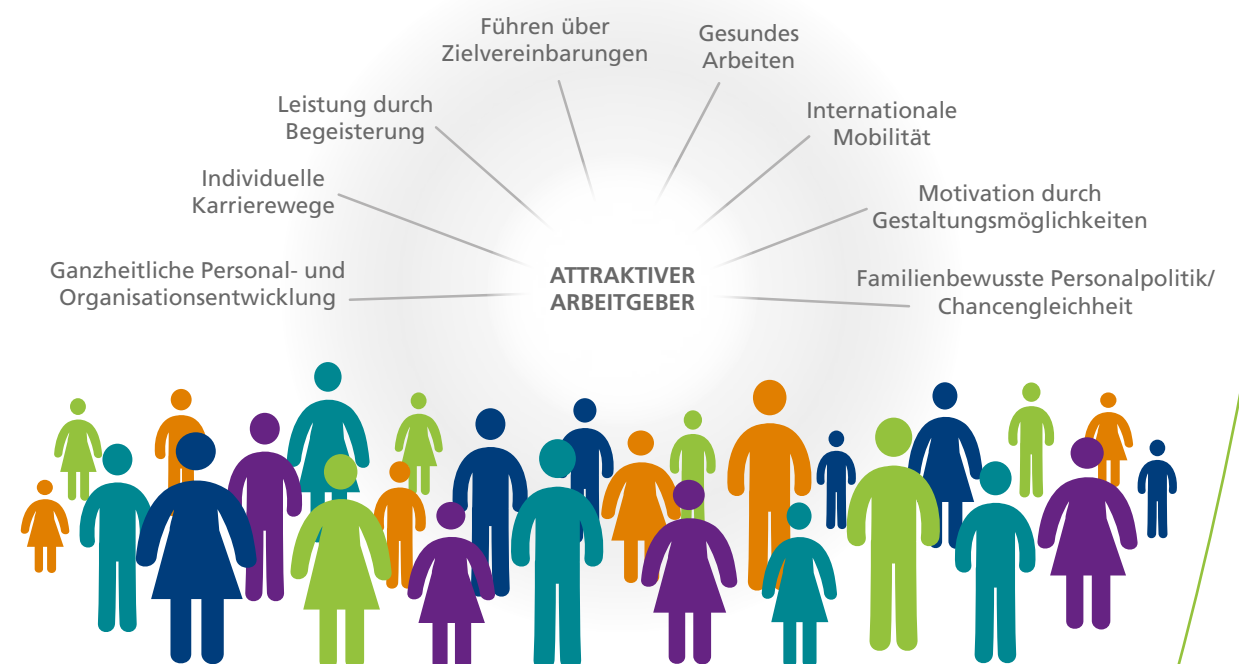 Führen über
Zielvereinbarungen
Gesundes
Arbeiten
Leistung durch
Begeisterung
Internationale
Mobilität
Individuelle
Karrierewege
Motivation durch
Gestaltungsmöglichkeiten
Ganzheitliche Personal- und
Organisationsentwicklung
ATTRAKTIVER
ARBEITGEBER
Familienbewusste Personalpolitik/
Chancengleichheit